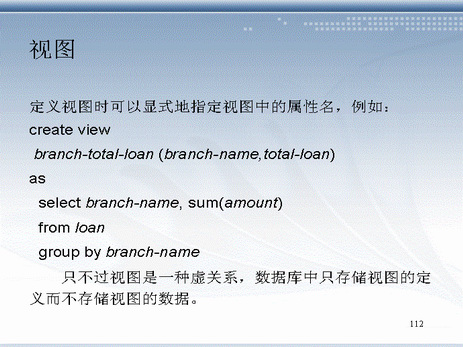 视图
定义视图时可以显式地指定视图中的属性名，例如：
create view
branch-total-loan (branch-name,total-loan)
as
select branch-name, sum(amount)
from loan
group by branch-name
只不过视图是一种虚关系，数据库中只存储视图的定
义而不存储视图的数据。
112